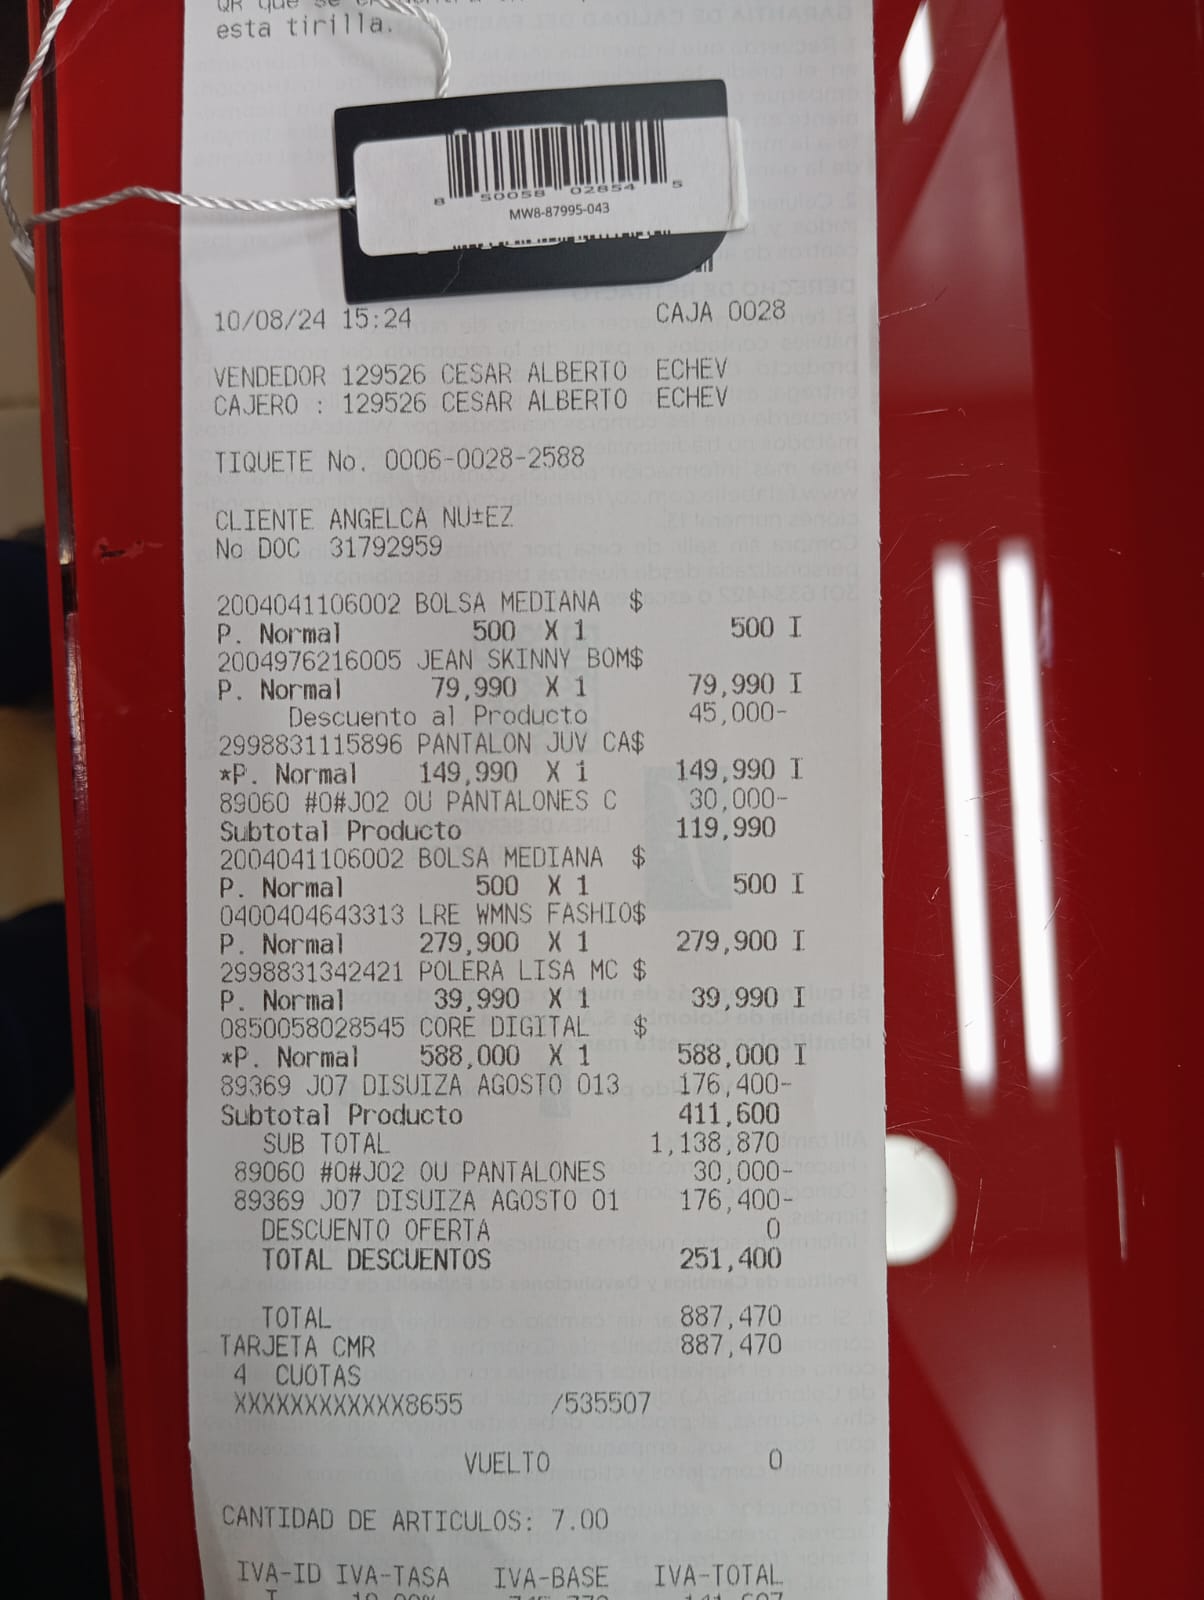 esta tirilla.
8 50058 02854 5
MW8-87995-043
10/08/24 15:24 CAJA 0028
VENDEDOR 129526 CESAR ALBERTO ECHEV
CAJERO : 129526 CESAR ALBERTO ECHEV
TIQUETE No. 0006-0028-2588
CLIENTE ANGELCA NU±EZ
No DOC 31792959
2004041106002 BOLSA MEDIANA $
P. Normal 500 X 1 500 I
2004976216005 JEAN SKINNY BOM$
P. Normal 79,990 X 1 79,990 I
Descuento al Producto 45,000-
2998831115896 PANTALON JUV CA$
*P. Normal 149,990 X 1 149,990 I
89060 #0#J02 OU PANTALONES C 30,000-
Subtotal Producto 119,990
2004041106002 BOLSA MEDIANA $
P. Normal 500 X 1 500 I
0400404643313 LRE WMNS FASHIO$
P. Normal 279,900 X 1 279,900 I
2998831342421 POLERA LISA MC $
P. Normal 39,990 X 1 39,990 I
0850058028545 CORE DIGITAL $
*P. Normal 588,000 X 1 588,000 I
89369 J07 DISUIZA AGOSTO 013 176,400-
Subtotal Producto 411,600
SUB TOTAL 1,138,870
89060 #0#J02 OU PANTALONES 30,000-
89369 J07 DISUIZA AGOSTO 01 176,400-
DESCUENTO OFERTA 0
TOTAL DESCUENTOS 251,400
TOTAL 887,470
TARJETA CMR 887,470
4 CUOTAS
XXXXXXXXXXXX8655 /535507
VUELTO 0
CANTIDAD DE ARTICULOS: 7.00
IVA-ID IVA-TASA IVA-BASE IVA-TOTAL